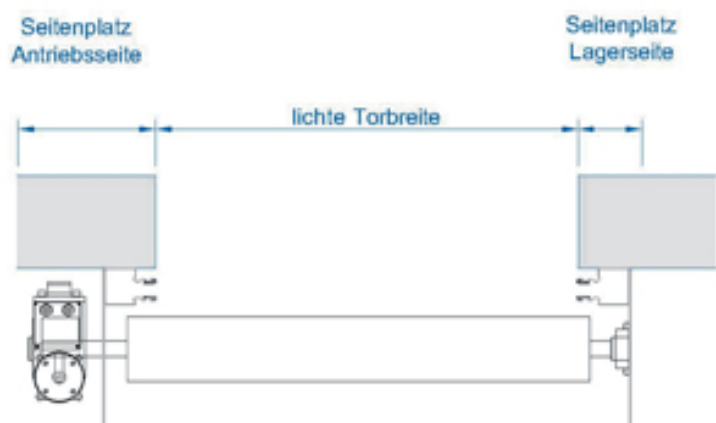 Seitenplatz
Antriebsseite
lichte Torbreite
Seitenplatz
Lagerseite